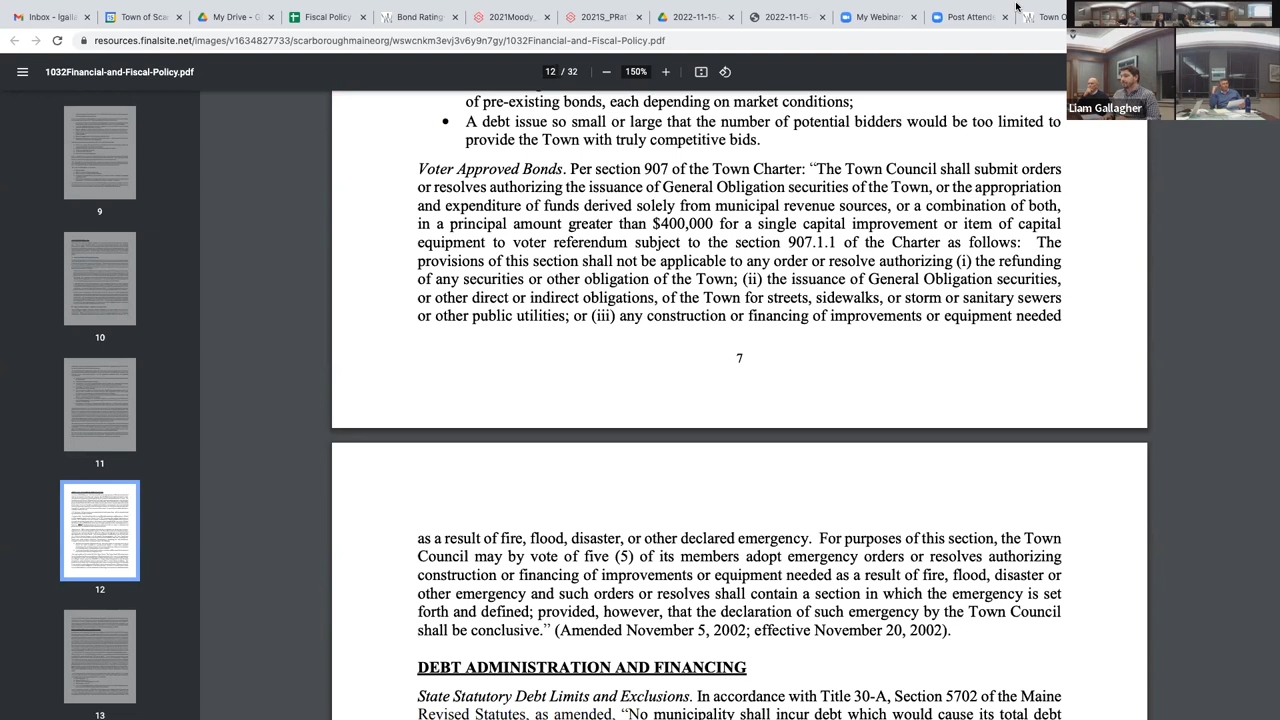 Inbox - lgalla
Town of Sca
My Drive - G
Fiscal Policy
Bond Rating
2021Moody_
2021S_PRat
2022-11-15-
2022-11-15-
My Webinar
Post Attend
Town O
resources.finalsite.net/images/v1634827733/scarboroughmaineorg/wswcnkm3evj3v6y9n7gy/1032Financial-and-Fiscal-Policy.pdf
1032Financial-and-Fiscal-Policy.pdf
12 / 32
150%
Liam Gallagher
9
10
11
12
13
of pre-existing bonds, each depending on market conditions;
• A debt issue so small or large that the number of potential bidders would be too limited to
provide the Town with truly competitive bids.
Voter Approved Bonds. Per section 907 of the Town Charter: “The Town Council shall submit orders
or resolves authorizing the issuance of General Obligation securities of the Town, or the appropriation
and expenditure of funds derived solely from municipal revenue sources, or a combination of both,
in a principal amount greater than $400,000 for a single capital improvement or item of capital
equipment to voter referendum subject to the section 907.1.1 of the Charter as follows: The
provisions of this section shall not be applicable to any order or resolve authorizing (i) the refunding
of any securities or other obligation of the Town; (ii) the issuance of General Obligation securities,
or other direct or indirect obligations, of the Town for streets, sidewalks, or storm or sanitary sewers
or other public utilities; or (iii) any construction or financing of improvements or equipment needed
7
as a result of fire, flood, disaster, or other declared emergency. For purposes of this section, the Town
Council may by vote of five (5) of its members adopt emergency orders or resolves authorizing
construction or financing of improvements or equipment needed as a result of fire, flood, disaster or
other emergency and such orders or resolves shall contain a section in which the emergency is set
forth and defined; provided, however, that the declaration of such emergency by the Town Council
shall be conclusive.” (Amended November 5, 2002; effective November 20, 2002).
DEBT ADMINISTRATION AND FINANCING
State Statutory Debt Limits and Exclusions. In accordance with Title 30-A, Section 5702 of the Maine
Revised Statutes, as amended, “No municipality shall incur debt which would cause its total debt